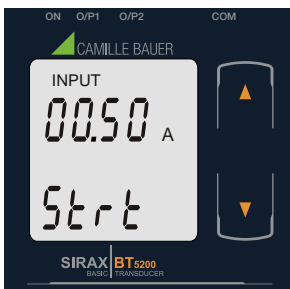 ON O/P1 O/P2 COM
CAMILLE BAUER
INPUT
00.50 A
Strt
SIRAX BT5200
BASIC TRANSDUCER